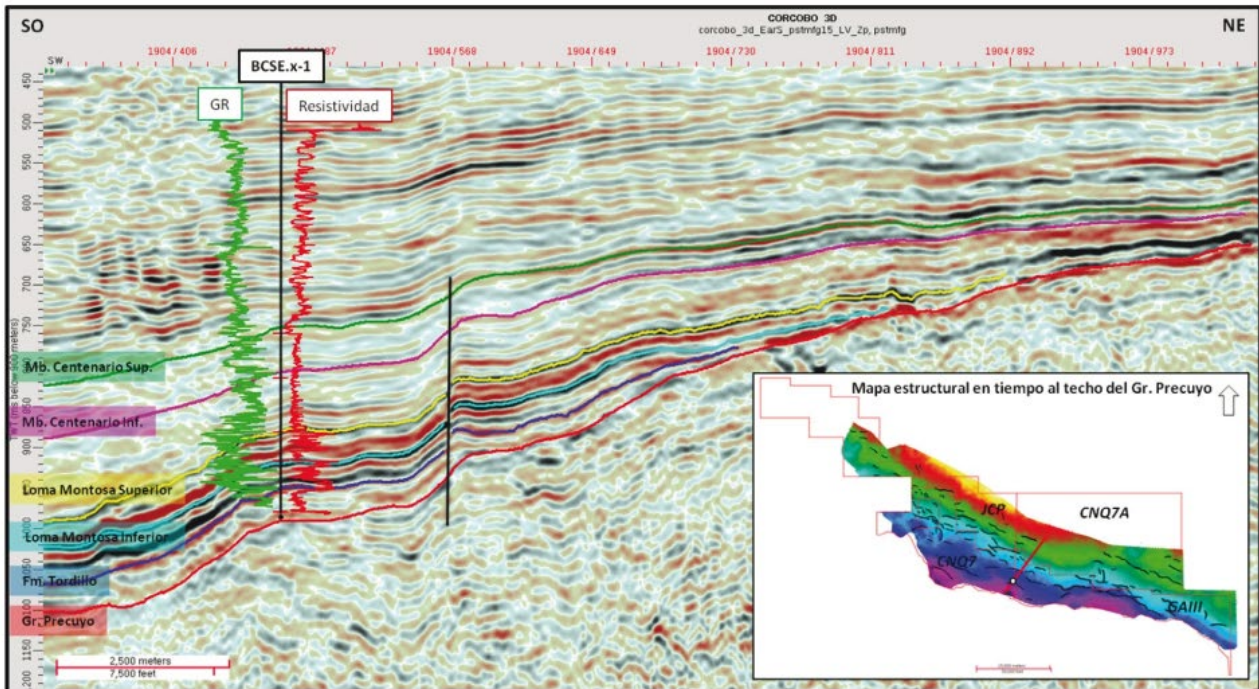 SO
CORCOBO 3D
NE
corcobo_3d_EarS_pstmfg15_LV_Zp, pstmfg
1904 / 406
1904 / 568
1904 / 649
1904 / 730
1904 / 811
1904 / 892
1904 / 973
SW
BCSE.x-1
GR
Resistividad
450
500
550
600
650
700
750
900
1150
1200
Mb. Centenario Sup.
Mb. Centenario Inf.
Loma Montosa Superior
Loma Montosa Inferior
Fm. Tordillo
Gr. Precuyo
2,500 meters
7,500 feet
Mapa estructural en tiempo al techo del Gr. Precuyo
JCP
CNQ7A
CNQ7
GAIII